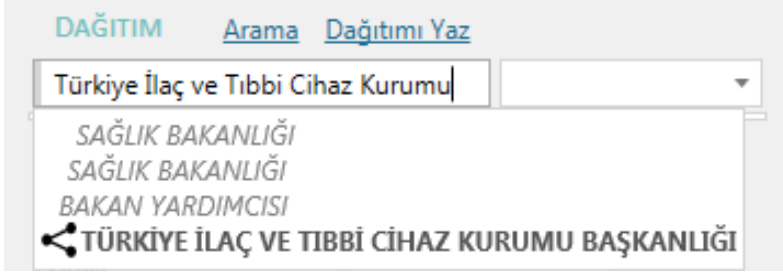 DAĞITIM Arama Dağıtımı Yaz
Türkiye İlaç ve Tıbbi Cihaz Kurumu
SAĞLIK BAKANLIĞI
SAĞLIK BAKANLIĞI
BAKAN YARDIMCISI
TÜRKİYE İLAÇ VE TIBBİ CİHAZ KURUMU BAŞKANLIĞI